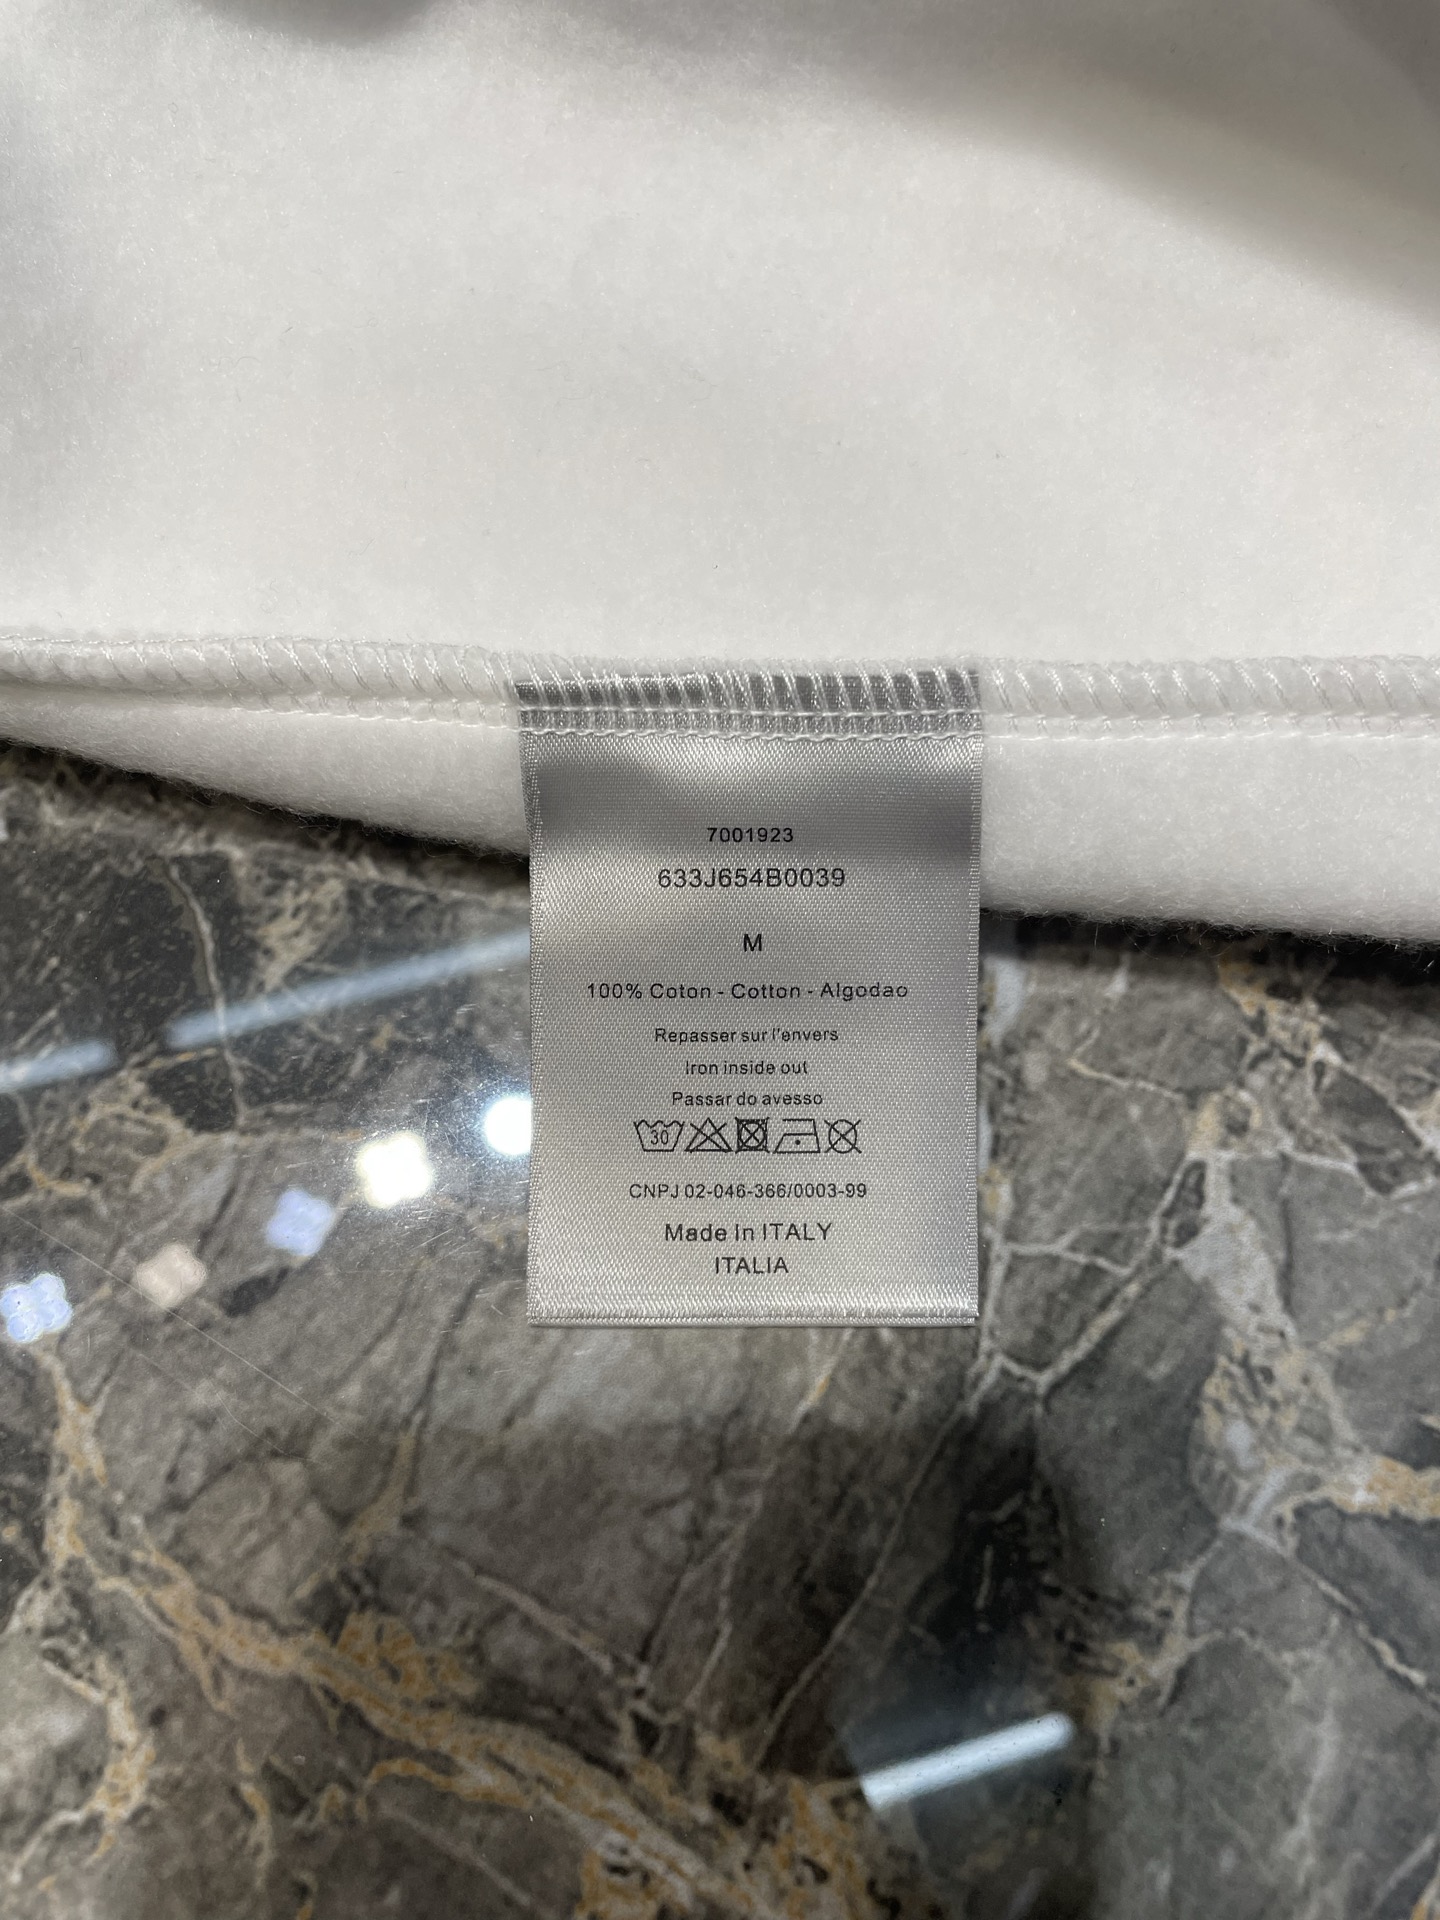 7001923
633J654B0039
M
100% Coton - Cotton - Algodao
Repasser sur l'envers
Iron inside out
Passar do avesso
30
CNPJ 02-046-366/0003-99
Made In ITALY
ITALIA